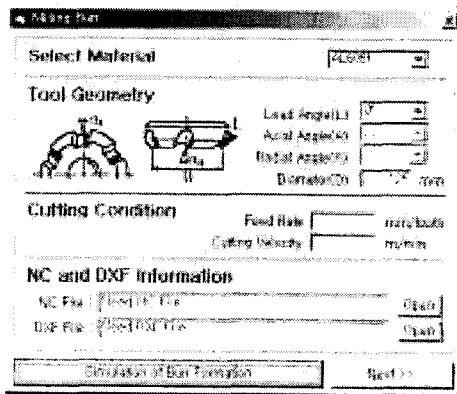 Milling Burr
Select Material
AL6061
Tool Geometry
Lead Angle(L)
Axial Angle(A)
Radial Angle(R)
Diameter(D) mm
Cutting Condition
Feed Rate mm/tooth
Cutting Velocity m/min
NC and DXF Information
NC File Open
DXF File Open
Simulation of Burr Formation Next >>